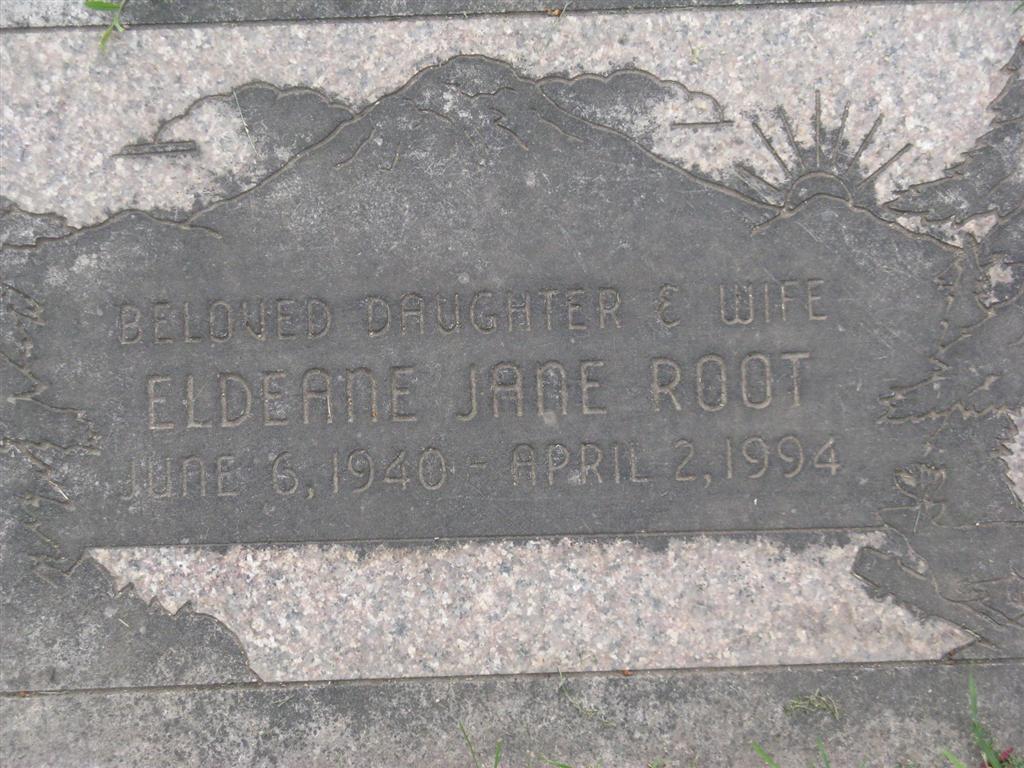 BELOVED DAUGHTER & WIFE
ELDEANE JANE ROOT
JUNE 6, 1940 - APRIL 2, 1994